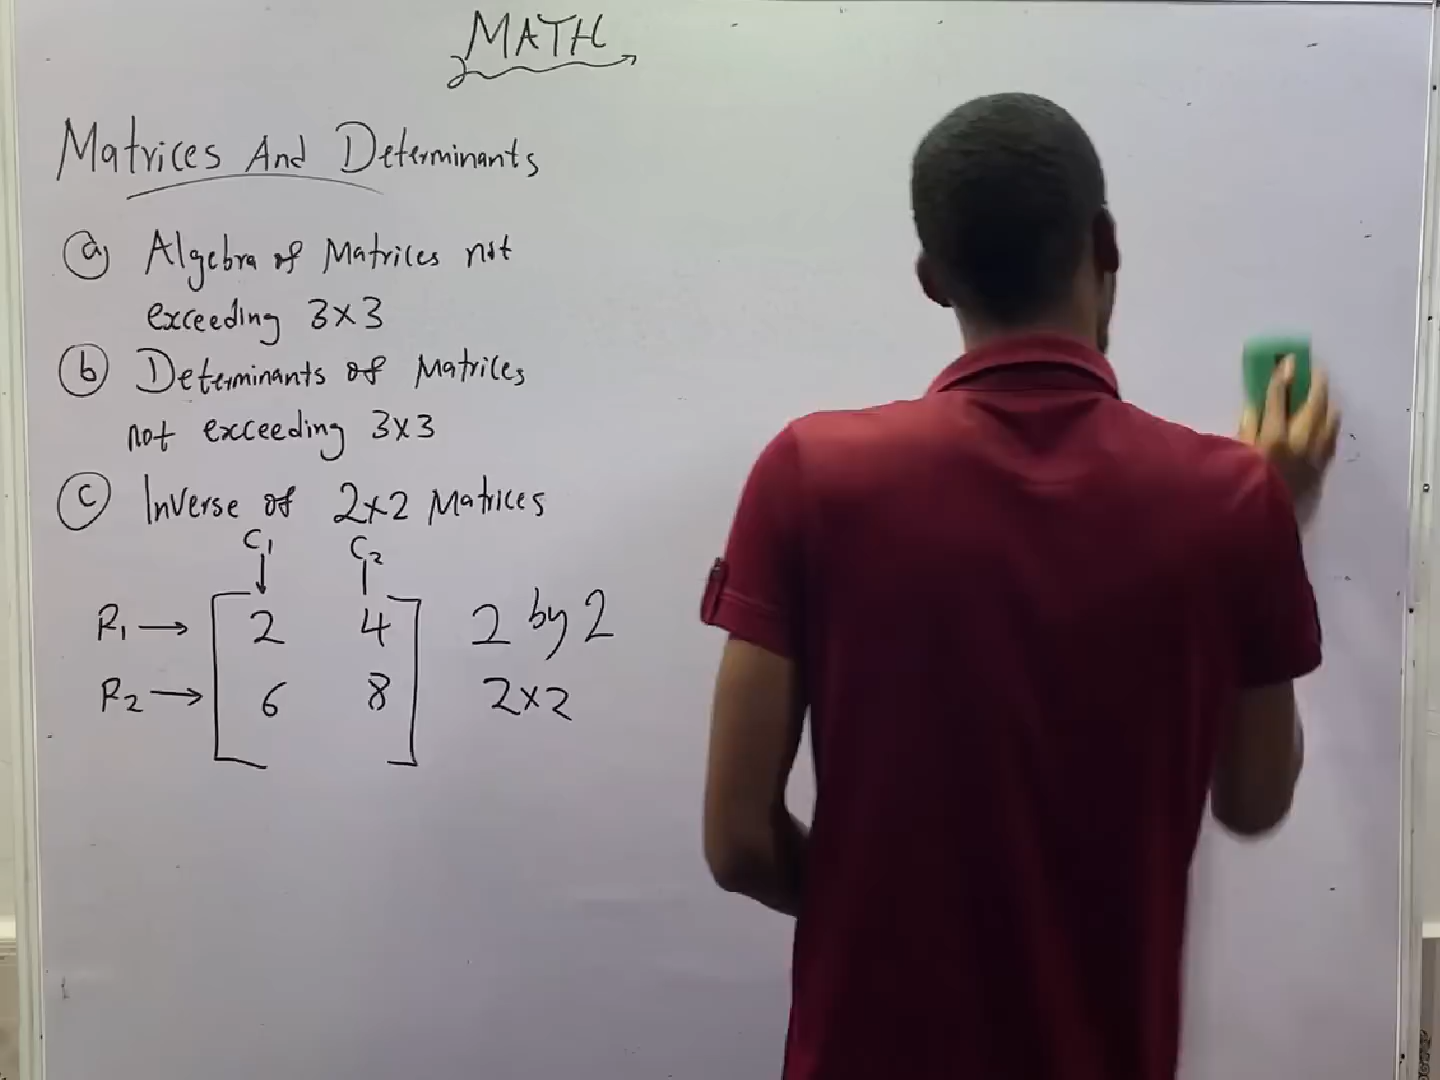 MATH
Matrices And Determinants
a Algebra of Matrices not
exceeding 3x3
b Determinants of Matrices
not exceeding 3x3
c Inverse of 2x2 Matrices
C1 C2
R1 → 2 4 2 by 2
R2 → 6 8 2x2